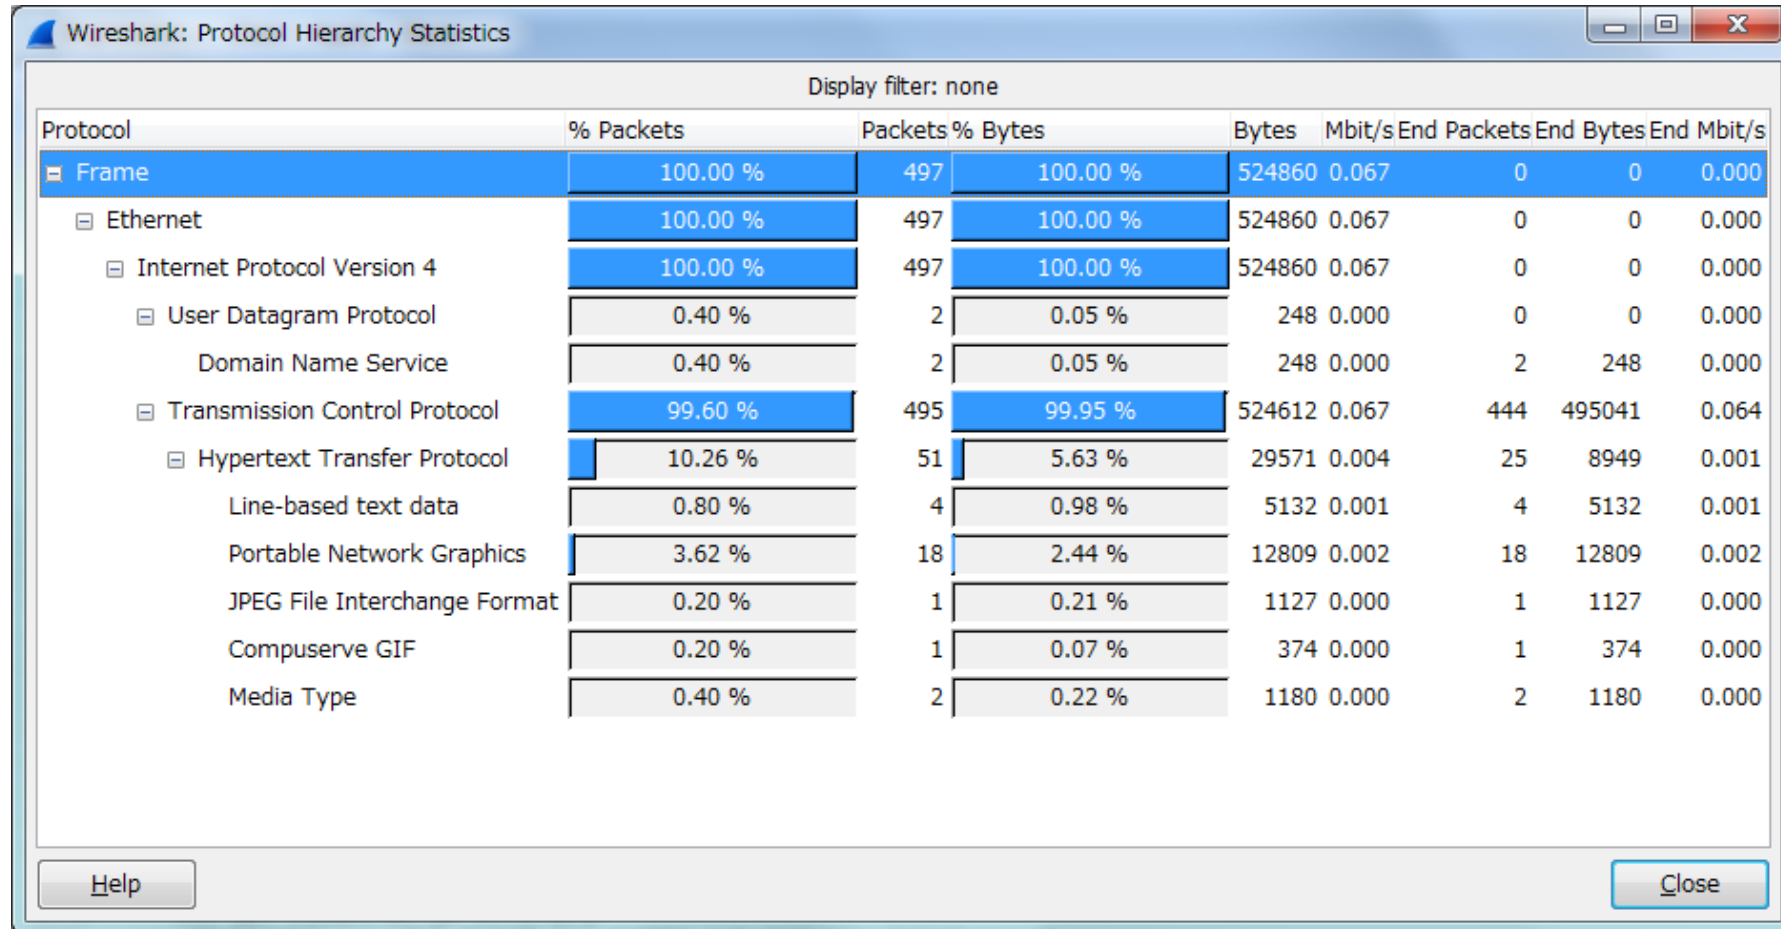 Wireshark: Protocol Hierarchy Statistics
Display filter: none
Protocol % Packets Packets % Bytes Bytes Mbit/s End Packets End Bytes End Mbit/s
Frame 100.00 % 497 100.00 % 524860 0.067 0 0 0.000
Ethernet 100.00 % 497 100.00 % 524860 0.067 0 0 0.000
Internet Protocol Version 4 100.00 % 497 100.00 % 524860 0.067 0 0 0.000
User Datagram Protocol 0.40 % 2 0.05 % 248 0.000 0 0 0.000
Domain Name Service 0.40 % 2 0.05 % 248 0.000 2 248 0.000
Transmission Control Protocol 99.60 % 495 99.95 % 524612 0.067 444 495041 0.064
Hypertext Transfer Protocol 10.26 % 51 5.63 % 29571 0.004 25 8949 0.001
Line-based text data 0.80 % 4 0.98 % 5132 0.001 4 5132 0.001
Portable Network Graphics 3.62 % 18 2.44 % 12809 0.002 18 12809 0.002
JPEG File Interchange Format 0.20 % 1 0.21 % 1127 0.000 1 1127 0.000
Compuserve GIF 0.20 % 1 0.07 % 374 0.000 1 374 0.000
Media Type 0.40 % 2 0.22 % 1180 0.000 2 1180 0.000
Help Close